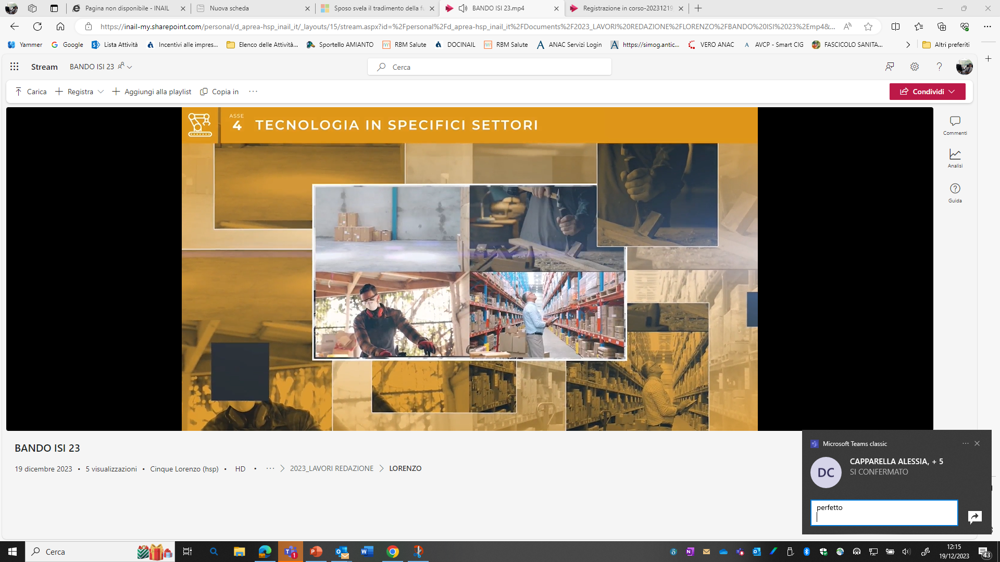 Pagina non disponibile - INAIL
Nuova scheda
Sposo svela il tradimento della fu
BANDO ISI 23.mp4
Registrazione in corso-20231219
https://inail-my.sharepoint.com/personal/d_aprea-hsp_inail_it/_layouts/15/stream.aspx?id=%2Fpersonal%2Fd_aprea-hsp_inail_it%2FDocuments%2F2023_LAVORI%20REDAZIONE%2FLORENZO%2FBANDO%20ISI%2023%2Emp4&...
Yammer
Google
Lista Attività
Incentivi alle impres...
Elenco delle Attività...
Sportello AMIANTO
RBM Salute
DOCINAIL
RBM Salute
ANAC Servizi Login
https://simog.antic...
VERO ANAC
AVCP - Smart CIG
FASCICOLO SANITA...
Altri preferiti
Stream
BANDO ISI 23
Cerca
Carica
Registra
Aggiungi alla playlist
Copia in
Condividi
ASSE
4
TECNOLOGIA IN SPECIFICI SETTORI
Commenti
Analisi
Guida
BANDO ISI 23
19 dicembre 2023 • 5 visualizzazioni • Cinque Lorenzo (hsp) • HD • ... > 2023_LAVORI REDAZIONE > LORENZO
Microsoft Teams classic
DC
CAPPARELLA ALESSIA, + 5
SI CONFERMATO
perfetto
Cerca
1
12:15
19/12/2023
43